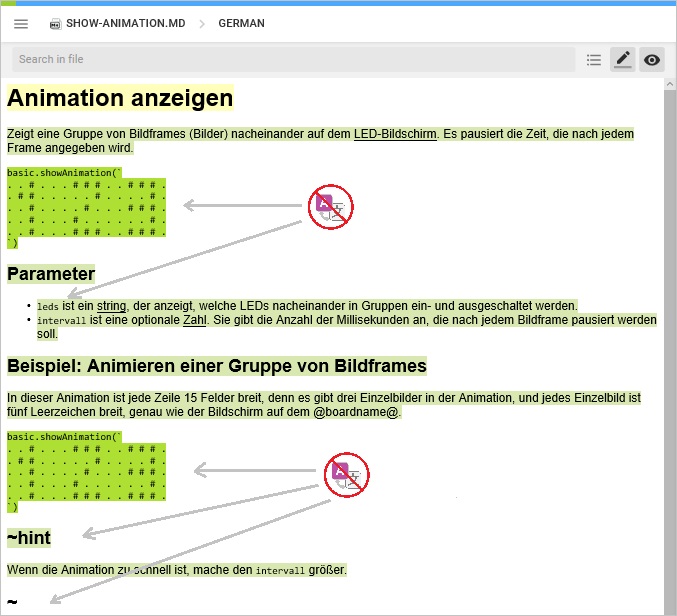 SHOW-ANIMATION.MD > GERMAN
Search in file
Animation anzeigen
Zeigt eine Gruppe von Bildframes (Bilder) nacheinander auf dem LED-Bildschirm. Es pausiert die Zeit, die nach jedem
Frame angegeben wird.
basic.showAnimation(`
. . # . . . # # # . . # # # .
. # # . . . . . # . . . . # .
. . # . . . . # . . . # # # .
. . # . . . # . . . . . . # .
. . # . . . # # # . . # # # .
`)
Parameter
• leds ist ein string, der anzeigt, welche LEDs nacheinander in Gruppen ein- und ausgeschaltet werden.
• intervall ist eine optionale Zahl. Sie gibt die Anzahl der Millisekunden an, die nach jedem Bildframe pausiert werden
soll.
Beispiel: Animieren einer Gruppe von Bildframes
In dieser Animation ist jede Zeile 15 Felder breit, denn es gibt drei Einzelbilder in der Animation, und jedes Einzelbild ist
fünf Leerzeichen breit, genau wie der Bildschirm auf dem @boardname@.
basic.showAnimation(`
. . # . . . # # # . . # # # .
. # # . . . . . # . . . . # .
. . # . . . . # . . . # # # .
. . # . . . # . . . . . . # .
. . # . . . # # # . . # # # .
`)
~hint
Wenn die Animation zu schnell ist, mache den intervall größer.
~